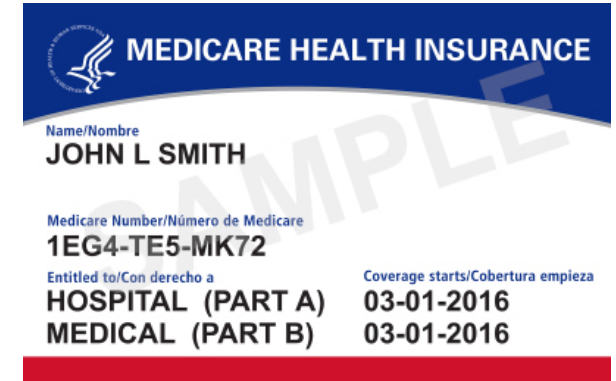 MEDICARE HEALTH INSURANCE
Name/Nombre
JOHN L SMITH
Medicare Number/Número de Medicare
1EG4-TE5-MK72
Entitled to/Con derecho a Coverage starts/Cobertura empieza
HOSPITAL (PART A) 03-01-2016
MEDICAL (PART B) 03-01-2016
SAMPLE